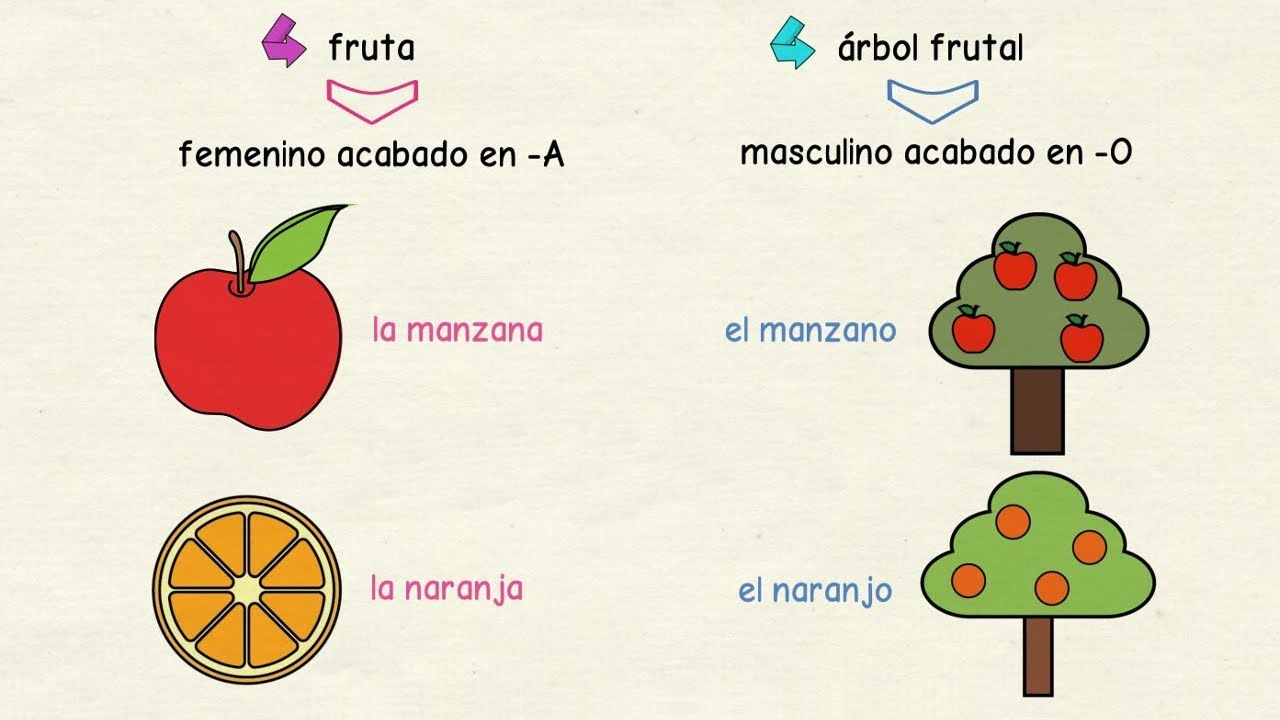 fruta
femenino acabado en -A
la manzana
la naranja
árbol frutal
masculino acabado en -O
el manzano
el naranjo